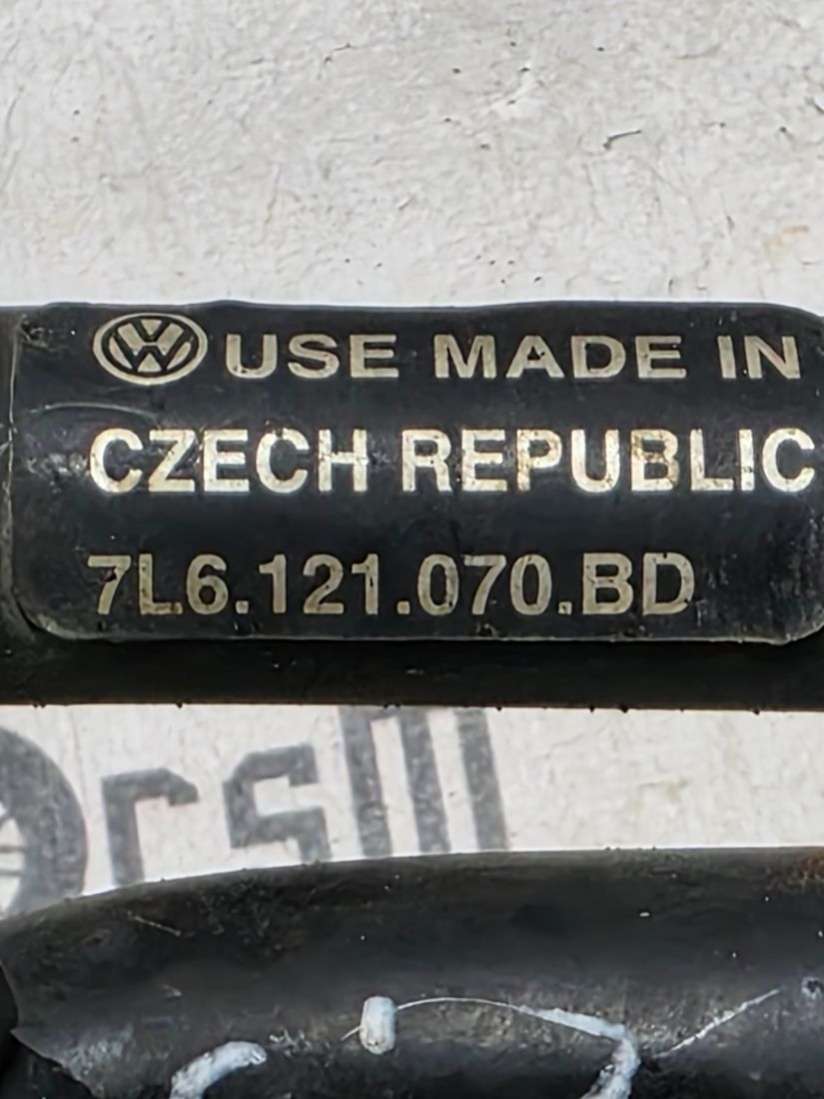 USE MADE IN
CZECH REPUBLIC
7L6.121.070.BD